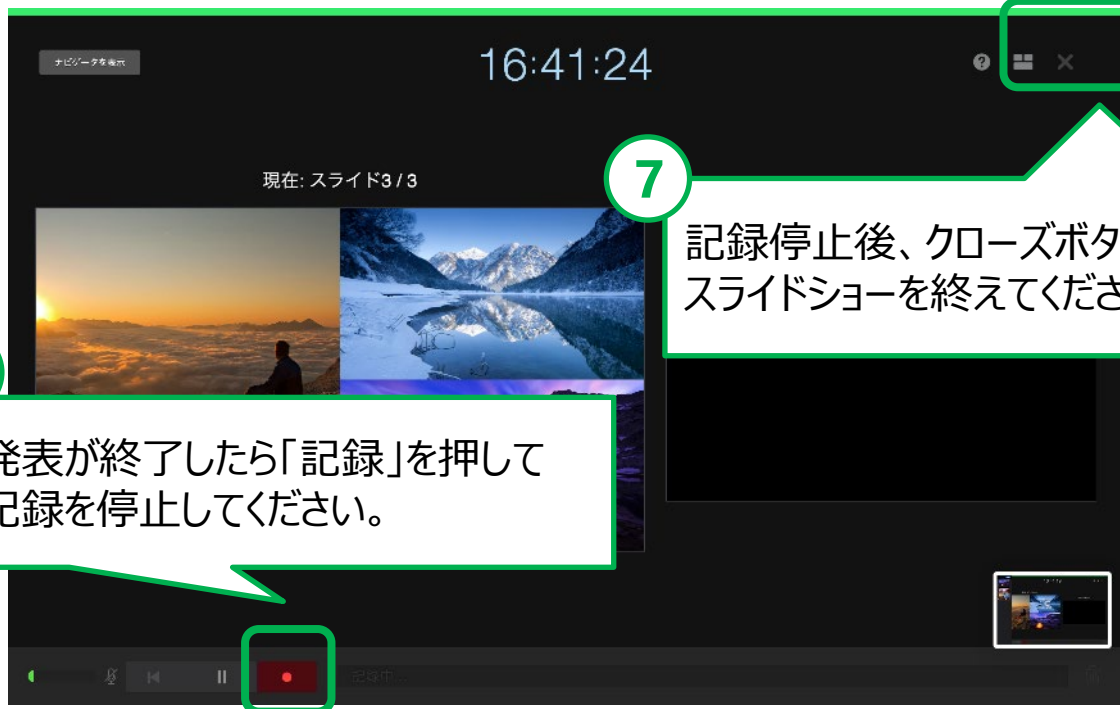 ナビゲータを表示
16:41:24
現在: スライド3 / 3
7
記録停止後、クローズボタ
スライドショーを終えてくださ
発表が終了したら「記録」を押して
記録を停止してください。
記録中...